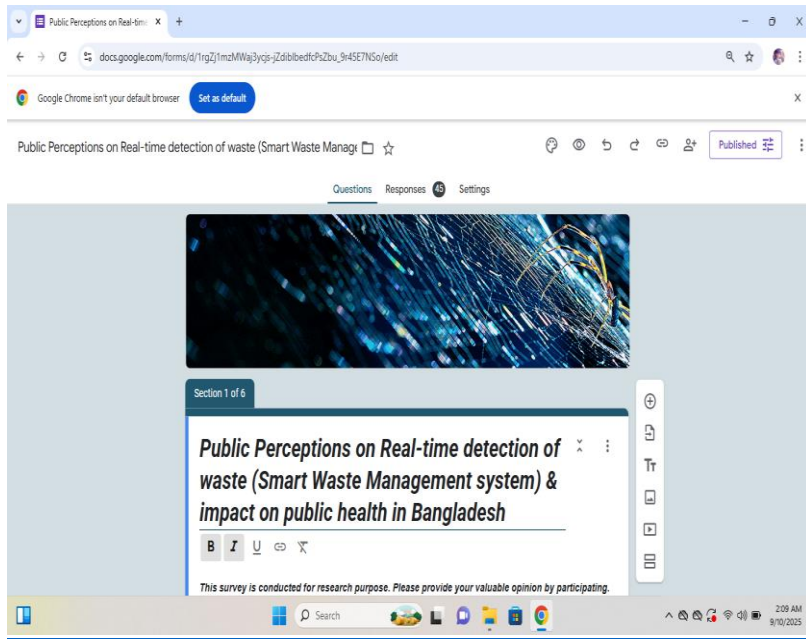 Public Perceptions on Real-time
docs.google.com/forms/d/1rgZj1mzMWaj3ycjs-jZdiblbedfcPsZbu_9r45E7NSo/edit
Google Chrome isn't your default browser
Set as default
Public Perceptions on Real-time detection of waste (Smart Waste Manage
Published
Questions Responses 45 Settings
Section 1 of 6
Public Perceptions on Real-time detection of
waste (Smart Waste Management system) &
impact on public health in Bangladesh
B I U
Tт
This survey is conducted for research purpose. Please provide your valuable opinion by participating.
Search
2:09 AM
9/10/2025